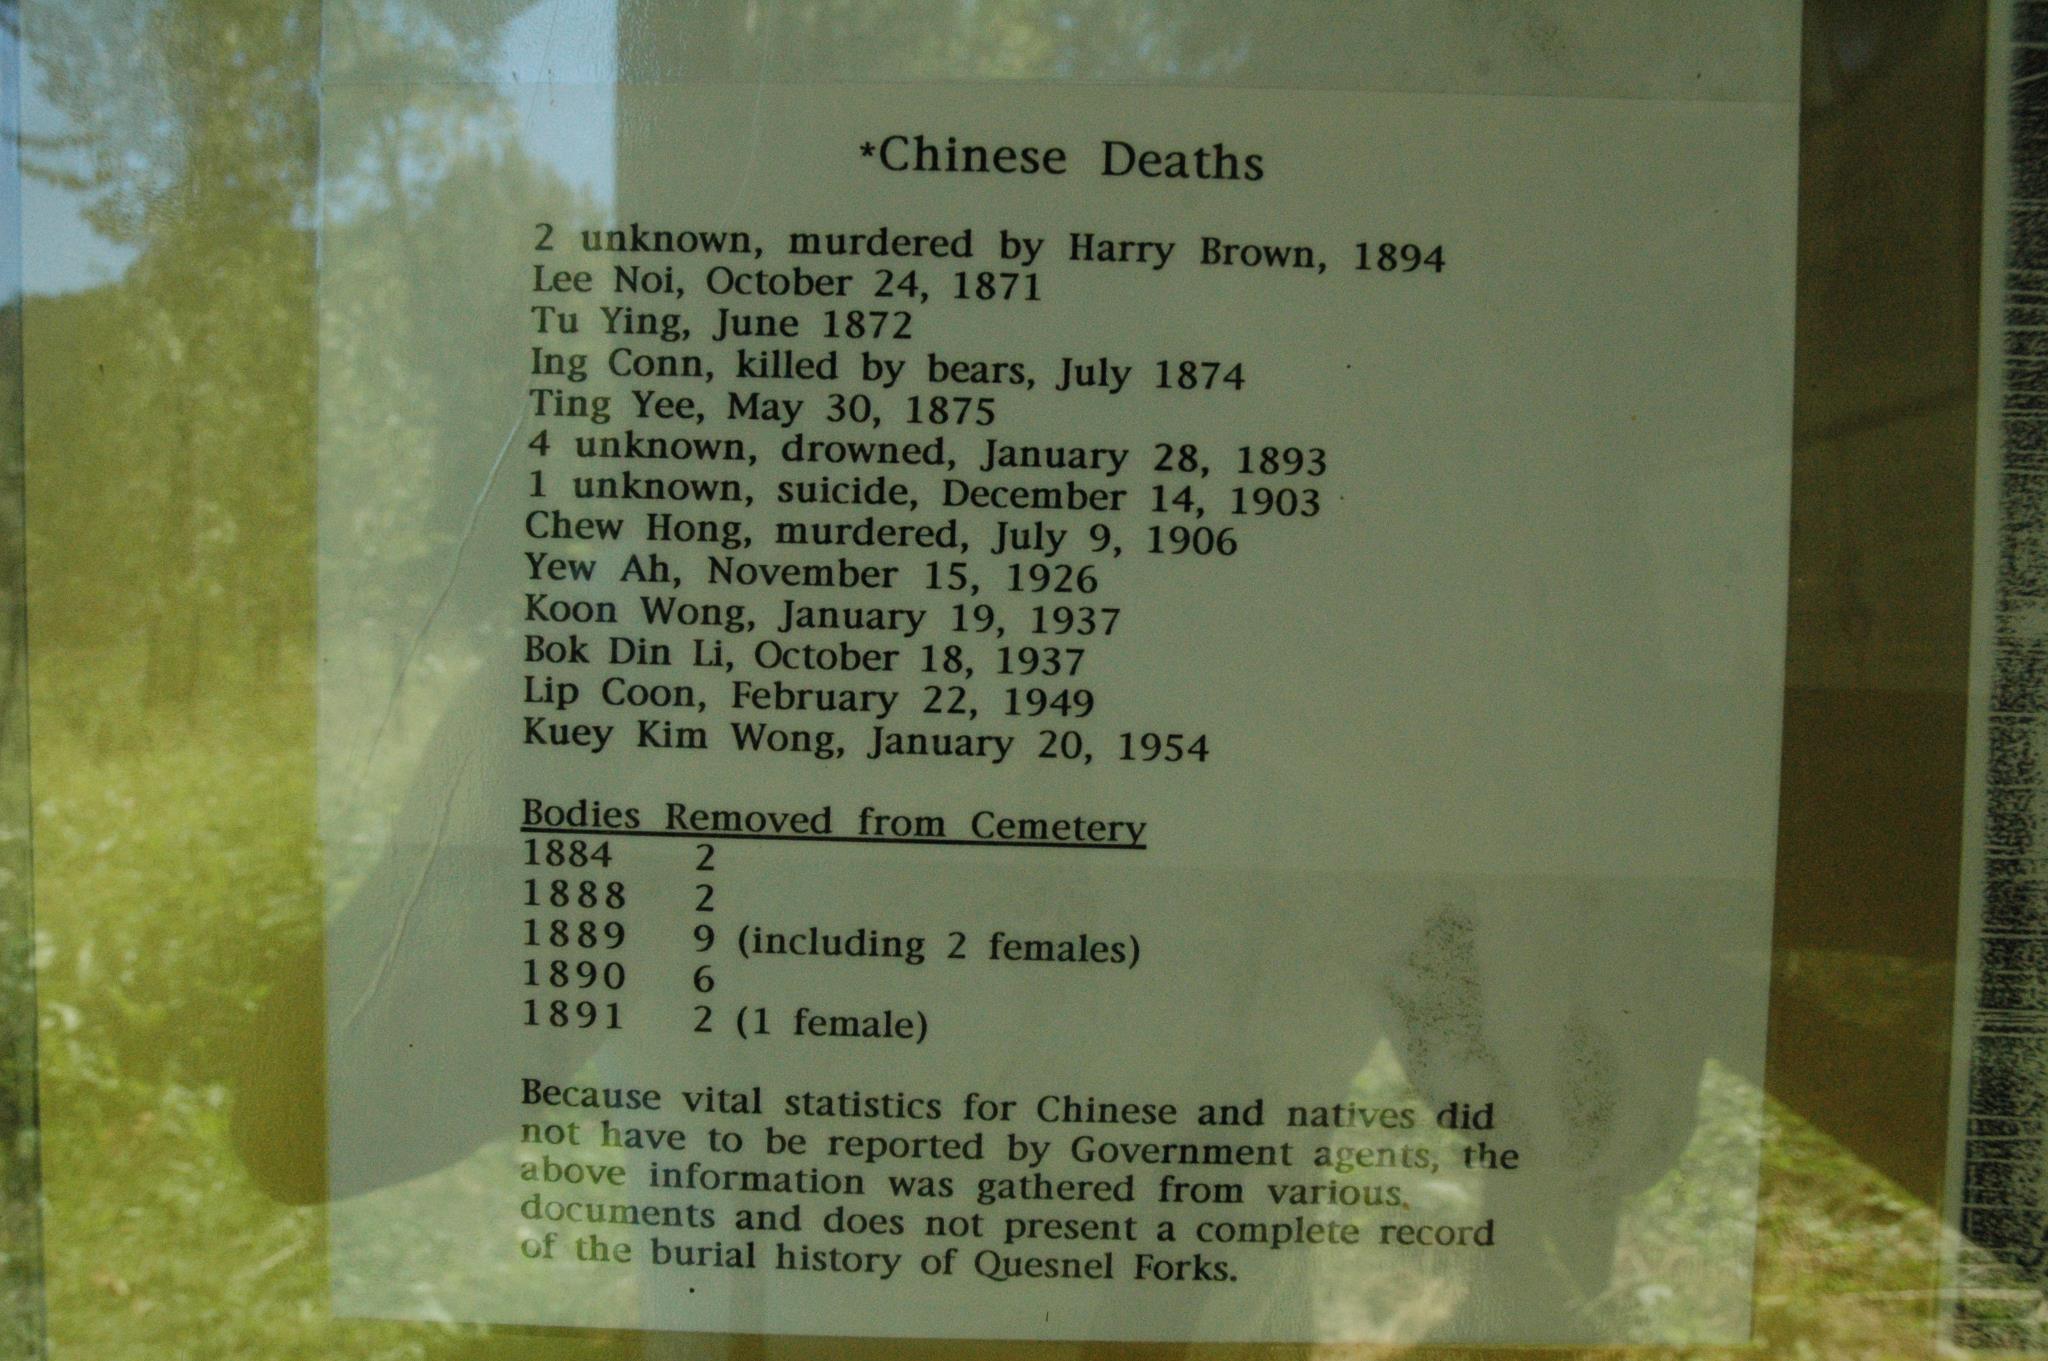 *Chinese Deaths
2 unknown, murdered by Harry Brown, 1894
Lee Noi, October 24, 1871
Tu Ying, June 1872
Ing Conn, killed by bears, July 1874
Ting Yee, May 30, 1875
4 unknown, drowned, January 28, 1893
1 unknown, suicide, December 14, 1903
Chew Hong, murdered, July 9, 1906
Yew Ah, November 15, 1926
Koon Wong, January 19, 1937
Bok Din Li, October 18, 1937
Lip Coon, February 22, 1949
Kuey Kim Wong, January 20, 1954
Bodies Removed from Cemetery
1884 2
1888 2
1889 9 (including 2 females)
1890 6
1891 2 (1 female)
Because vital statistics for Chinese and natives did
not have to be reported by Government agents, the
above information was gathered from various.
documents and does not present a complete record
of the burial history of Quesnel Forks.